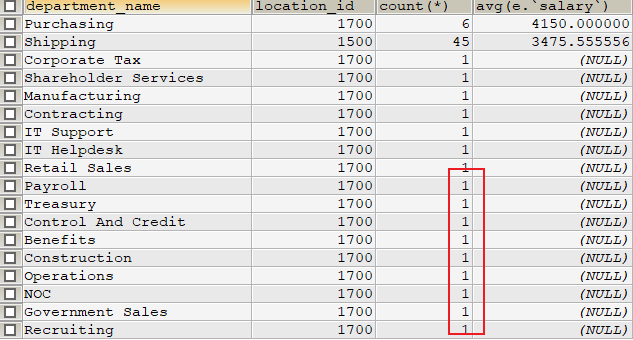 department_name location_id count(*) avg(e.`salary`)
Purchasing 1700 6 4150.000000
Shipping 1500 45 3475.555556
Corporate Tax 1700 1 (NULL)
Shareholder Services 1700 1 (NULL)
Manufacturing 1700 1 (NULL)
Contracting 1700 1 (NULL)
IT Support 1700 1 (NULL)
IT Helpdesk 1700 1 (NULL)
Retail Sales 1700 1 (NULL)
Payroll 1700 1 (NULL)
Treasury 1700 1 (NULL)
Control And Credit 1700 1 (NULL)
Benefits 1700 1 (NULL)
Construction 1700 1 (NULL)
Operations 1700 1 (NULL)
NOC 1700 1 (NULL)
Government Sales 1700 1 (NULL)
Recruiting 1700 1 (NULL)